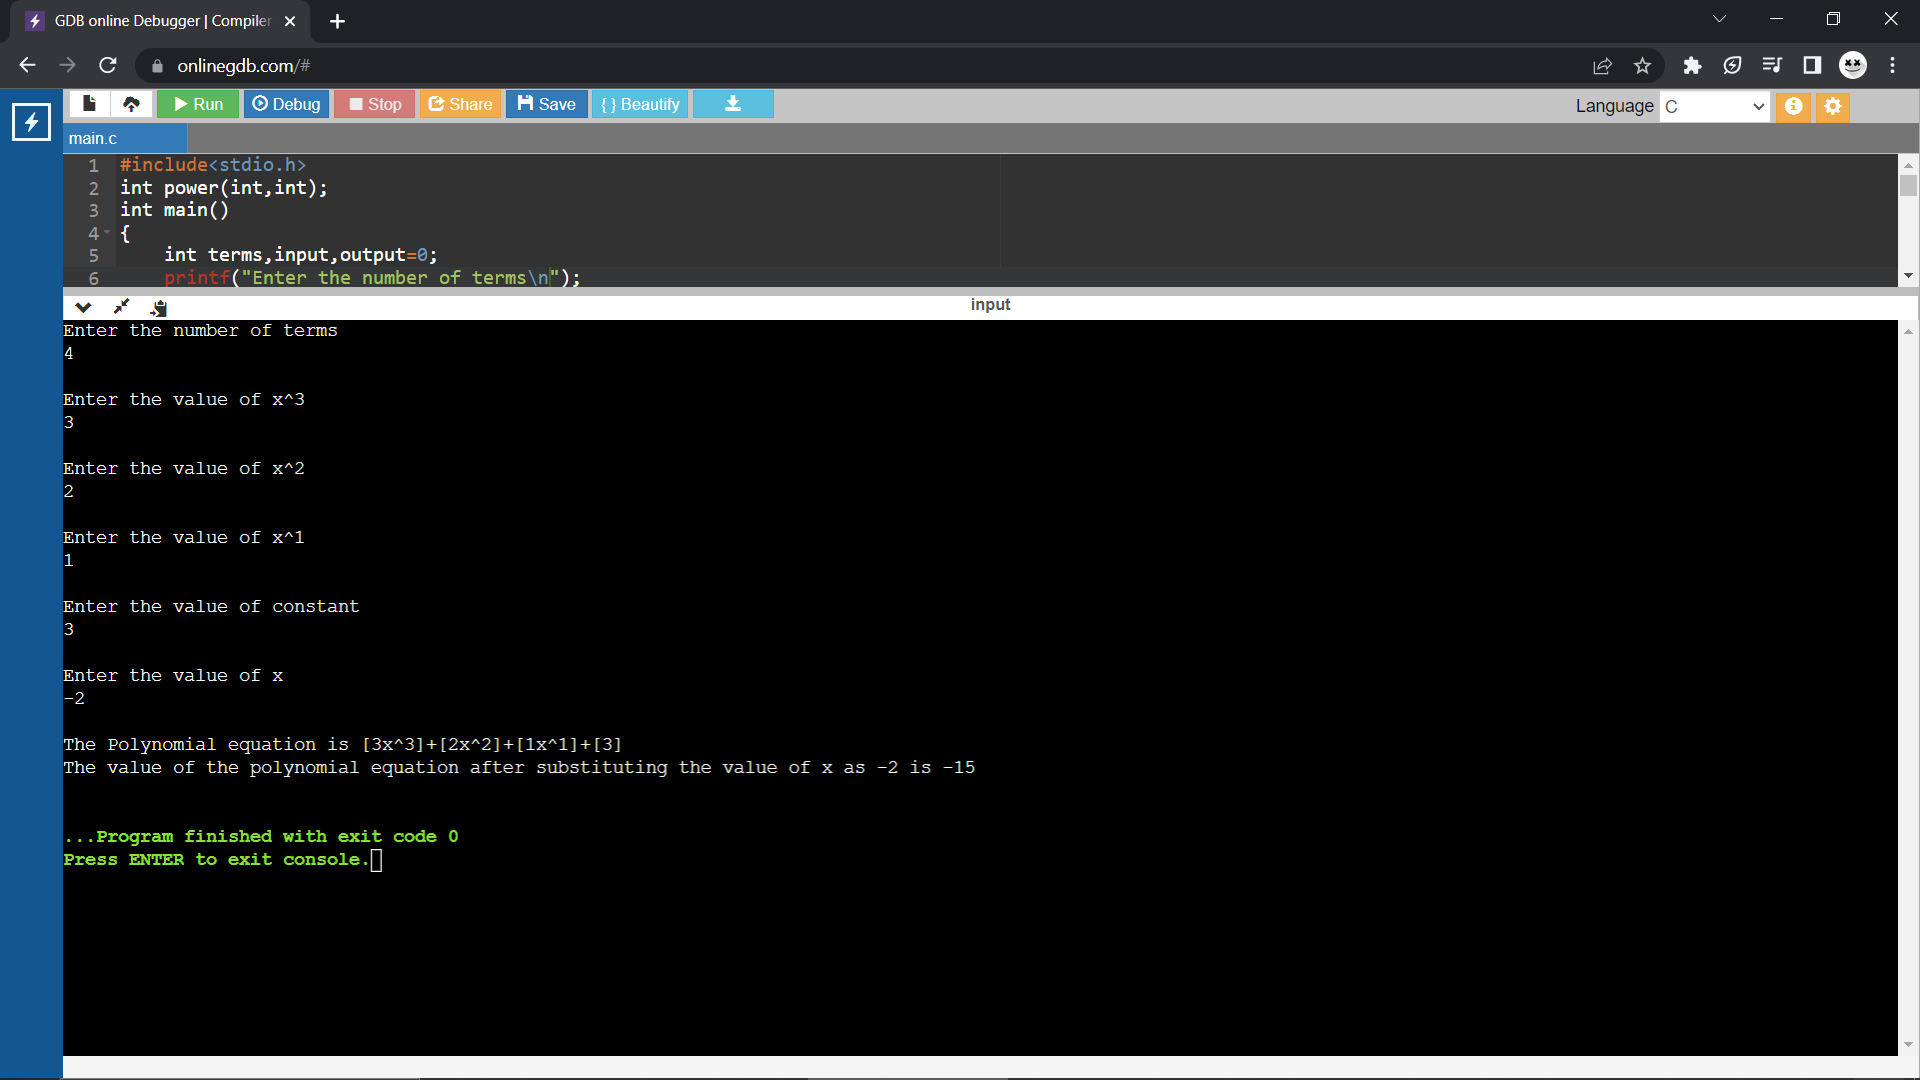 GDB online Debugger | Compiler
onlinegdb.com/#
Run Debug Stop Share Save { } Beautify Language C
main.c
1 #include<stdio.h>
2 int power(int,int);
3 int main()
4 {
5 int terms,input,output=0;
6 printf("Enter the number of terms\n");
input
Enter the number of terms
4
Enter the value of x^3
3
Enter the value of x^2
2
Enter the value of x^1
1
Enter the value of constant
3
Enter the value of x
-2
The Polynomial equation is [3x^3]+[2x^2]+[1x^1]+[3]
The value of the polynomial equation after substituting the value of x as -2 is -15
...Program finished with exit code 0
Press ENTER to exit console.